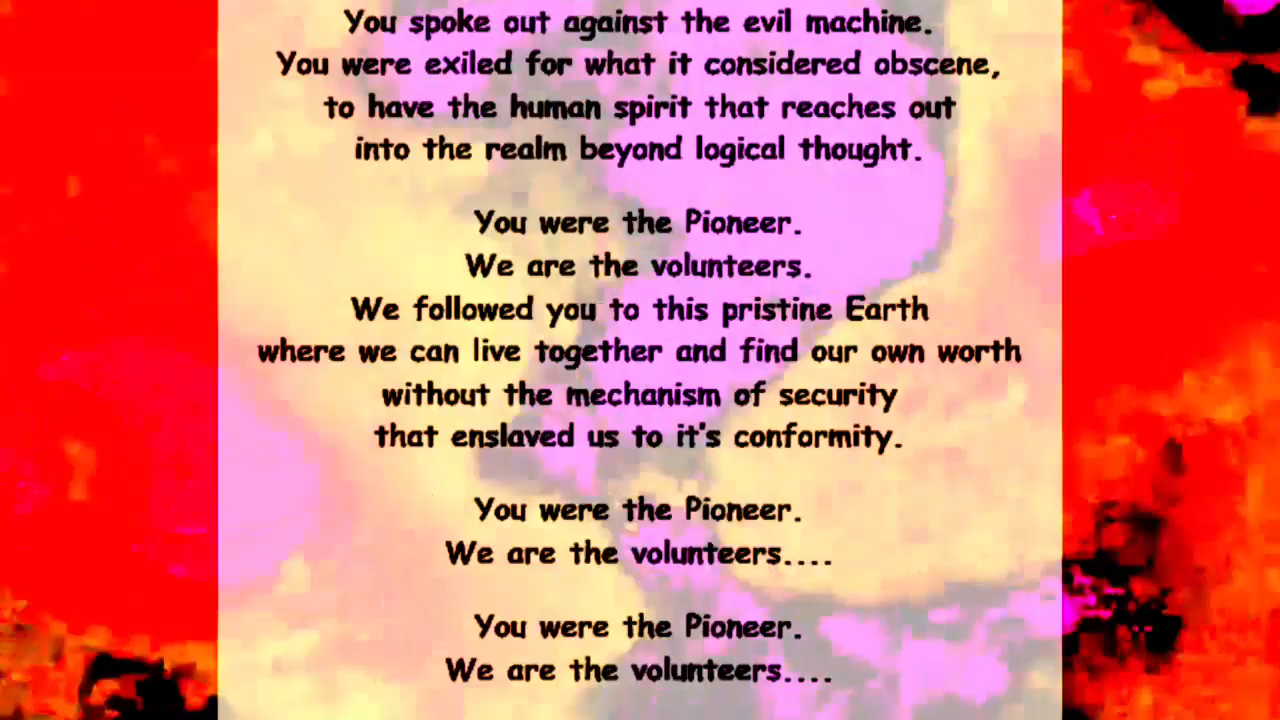 You spoke out against the evil machine.
You were exiled for what it considered obscene,
to have the human spirit that reaches out
into the realm beyond logical thought.
You were the Pioneer.
We are the volunteers.
We followed you to this pristine Earth
where we can live together and find our own worth
without the mechanism of security
that enslaved us to it's conformity.
You were the Pioneer.
We are the volunteers....
You were the Pioneer.
We are the volunteers....